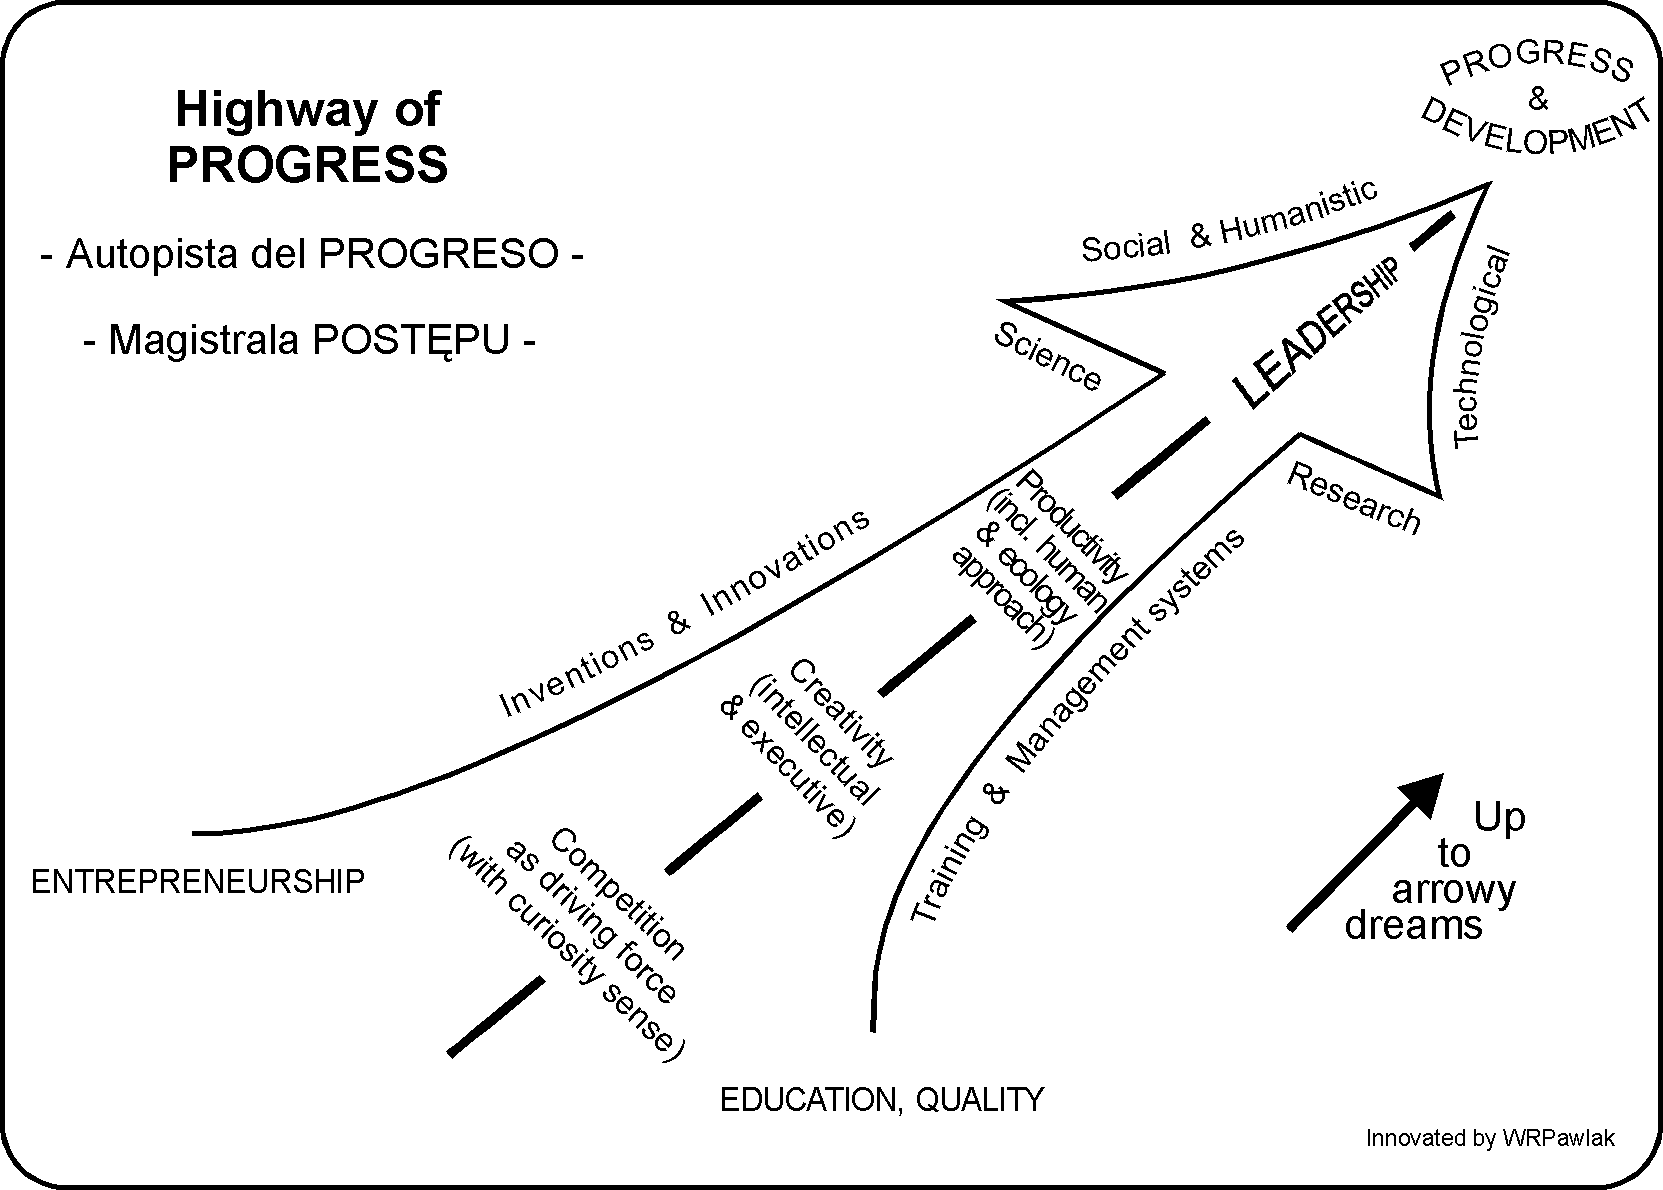 Highway of
PROGRESS
- Autopista del PROGRESO -
- Magistrala POSTĘPU -
PROGRESS
&
DEVELOPMENT
Social & Humanistic
Science
LEADERSHIP
Technological
Research
Inventions & Innovations
Productivity
(incl. human
& ecology
approach)
Training & Management systems
Creativity
(intellectual
& executive)
Competition
as driving force
(with curiosity sense)
ENTREPRENEURSHIP
EDUCATION, QUALITY
Up
to
arrowy
dreams
Innovated by WRPawlak